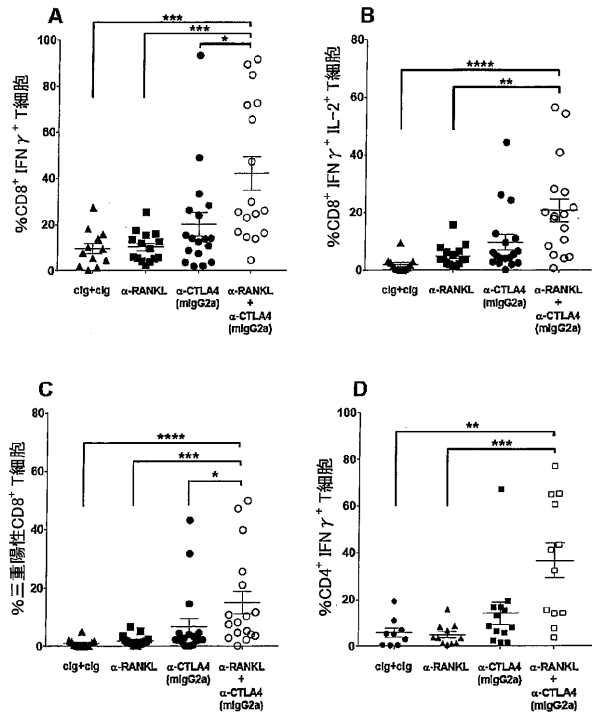 A
%CD8+ IFNγ+ T細胞
100
80
60
40
20
0
***
***
*
cIg+cIg
α-RANKL
α-CTLA4
(mIgG2a)
α-RANKL
+
α-CTLA4
(mIgG2a)
B
%CD8+ IFNγ+ IL-2+ T細胞
80
60
40
20
0
****
**
cIg+cIg
α-RANKL
α-CTLA4
(mIgG2a)
α-RANKL
+
α-CTLA4
(mIgG2a)
C
%三重陽性CD8+ T細胞
80
60
40
20
0
****
***
*
cIg+cIg
α-RANKL
α-CTLA4
(mIgG2a)
α-RANKL
+
α-CTLA4
(mIgG2a)
D
%CD4+ IFNγ+ T細胞
100
80
60
40
20
0
**
***
cIg+cIg
α-RANKL
α-CTLA4
(mIgG2a)
α-RANKL
+
α-CTLA4
(mIgG2a)